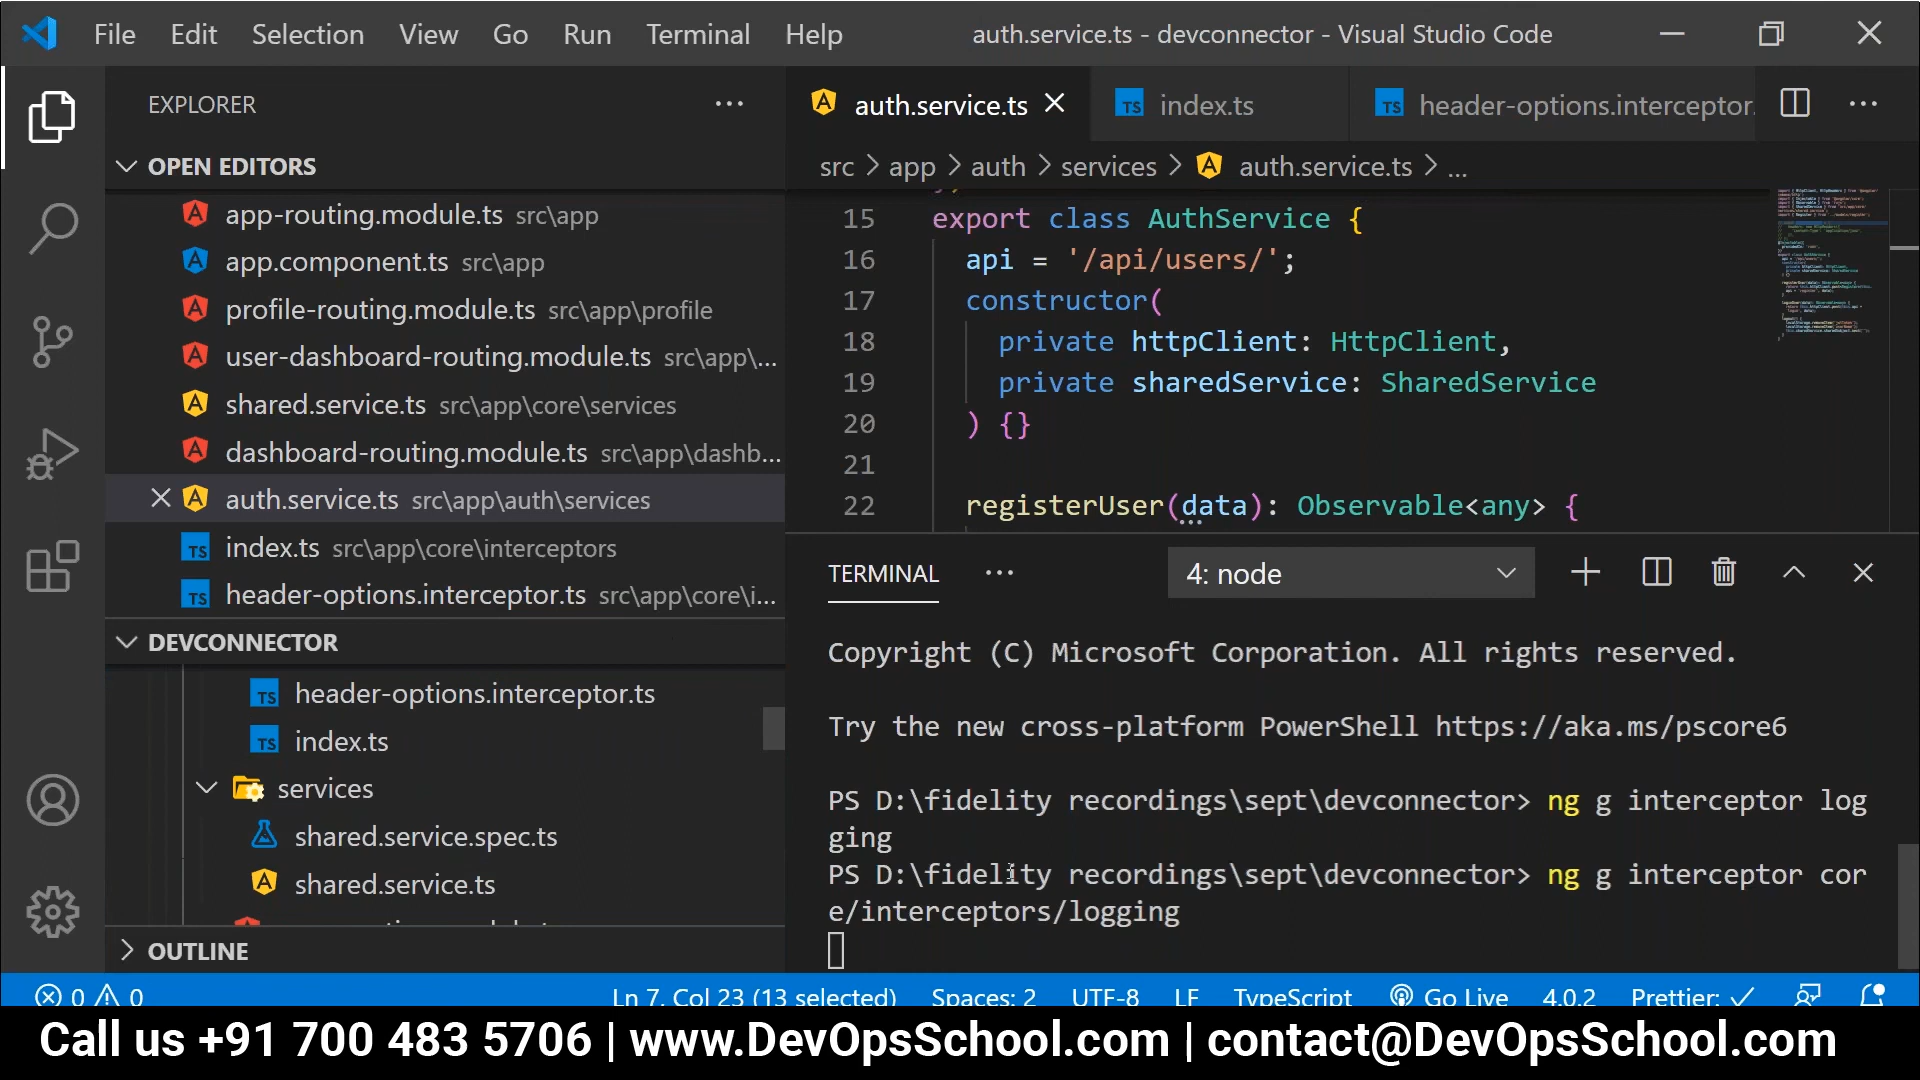 File Edit Selection View Go Run Terminal Help auth.service.ts - devconnector - Visual Studio Code
EXPLORER
OPEN EDITORS
app-routing.module.ts src\app
app.component.ts src\app
profile-routing.module.ts src\app\profile
user-dashboard-routing.module.ts src\app\...
shared.service.ts src\app\core\services
dashboard-routing.module.ts src\app\dashb...
auth.service.ts src\app\auth\services
index.ts src\app\core\interceptors
header-options.interceptor.ts src\app\core\i...
DEVCONNECTOR
header-options.interceptor.ts
index.ts
services
shared.service.spec.ts
shared.service.ts
OUTLINE
auth.service.ts index.ts header-options.interceptor.
src > app > auth > services > auth.service.ts > ...
15 export class AuthService {
16 api = '/api/users/';
17 constructor(
18 private httpClient: HttpClient,
19 private sharedService: SharedService
20 ) {}
21
22 registerUser(data): Observable<any> {
TERMINAL 4: node
Copyright (C) Microsoft Corporation. All rights reserved.
Try the new cross-platform PowerShell https://aka.ms/pscore6
PS D:\fidelity recordings\sept\devconnector> ng g interceptor log
ging
PS D:\fidelity recordings\sept\devconnector> ng g interceptor cor
e/interceptors/logging
0 0 Ln 7, Col 23 (13 selected) Spaces: 2 UTF-8 LF TypeScript Go Live 4.0.2 Prettier: ✓
Call us +91 700 483 5706 | www.DevOpsSchool.com | contact@DevOpsSchool.com